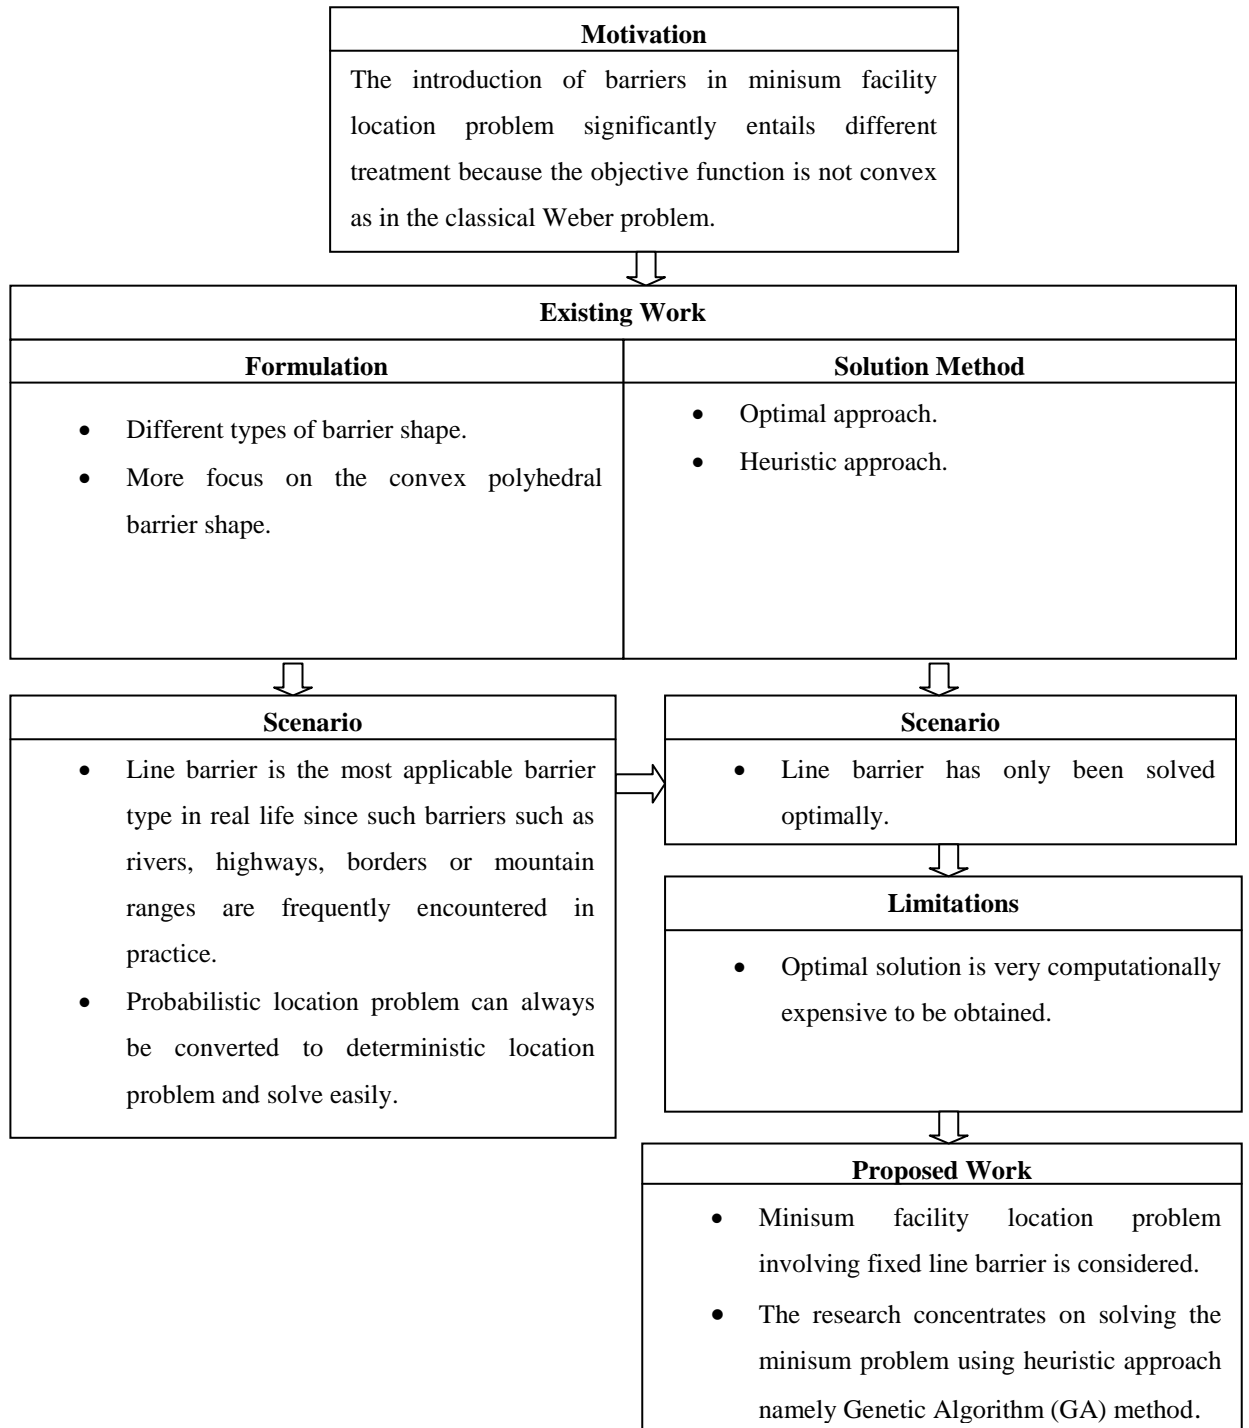 Motivation
The introduction of barriers in minisum facility
location problem significantly entails different
treatment because the objective function is not convex
as in the classical Weber problem.
Existing Work
Formulation
• Different types of barrier shape.
• More focus on the convex polyhedral
barrier shape.
Solution Method
• Optimal approach.
• Heuristic approach.
Scenario
• Line barrier is the most applicable barrier
type in real life since such barriers such as
rivers, highways, borders or mountain
ranges are frequently encountered in
practice.
• Probabilistic location problem can always
be converted to deterministic location
problem and solve easily.
Scenario
• Line barrier has only been solved
optimally.
Limitations
• Optimal solution is very computationally
expensive to be obtained.
Proposed Work
• Minisum facility location problem
involving fixed line barrier is considered.
• The research concentrates on solving the
minisum problem using heuristic approach
namely Genetic Algorithm (GA) method.